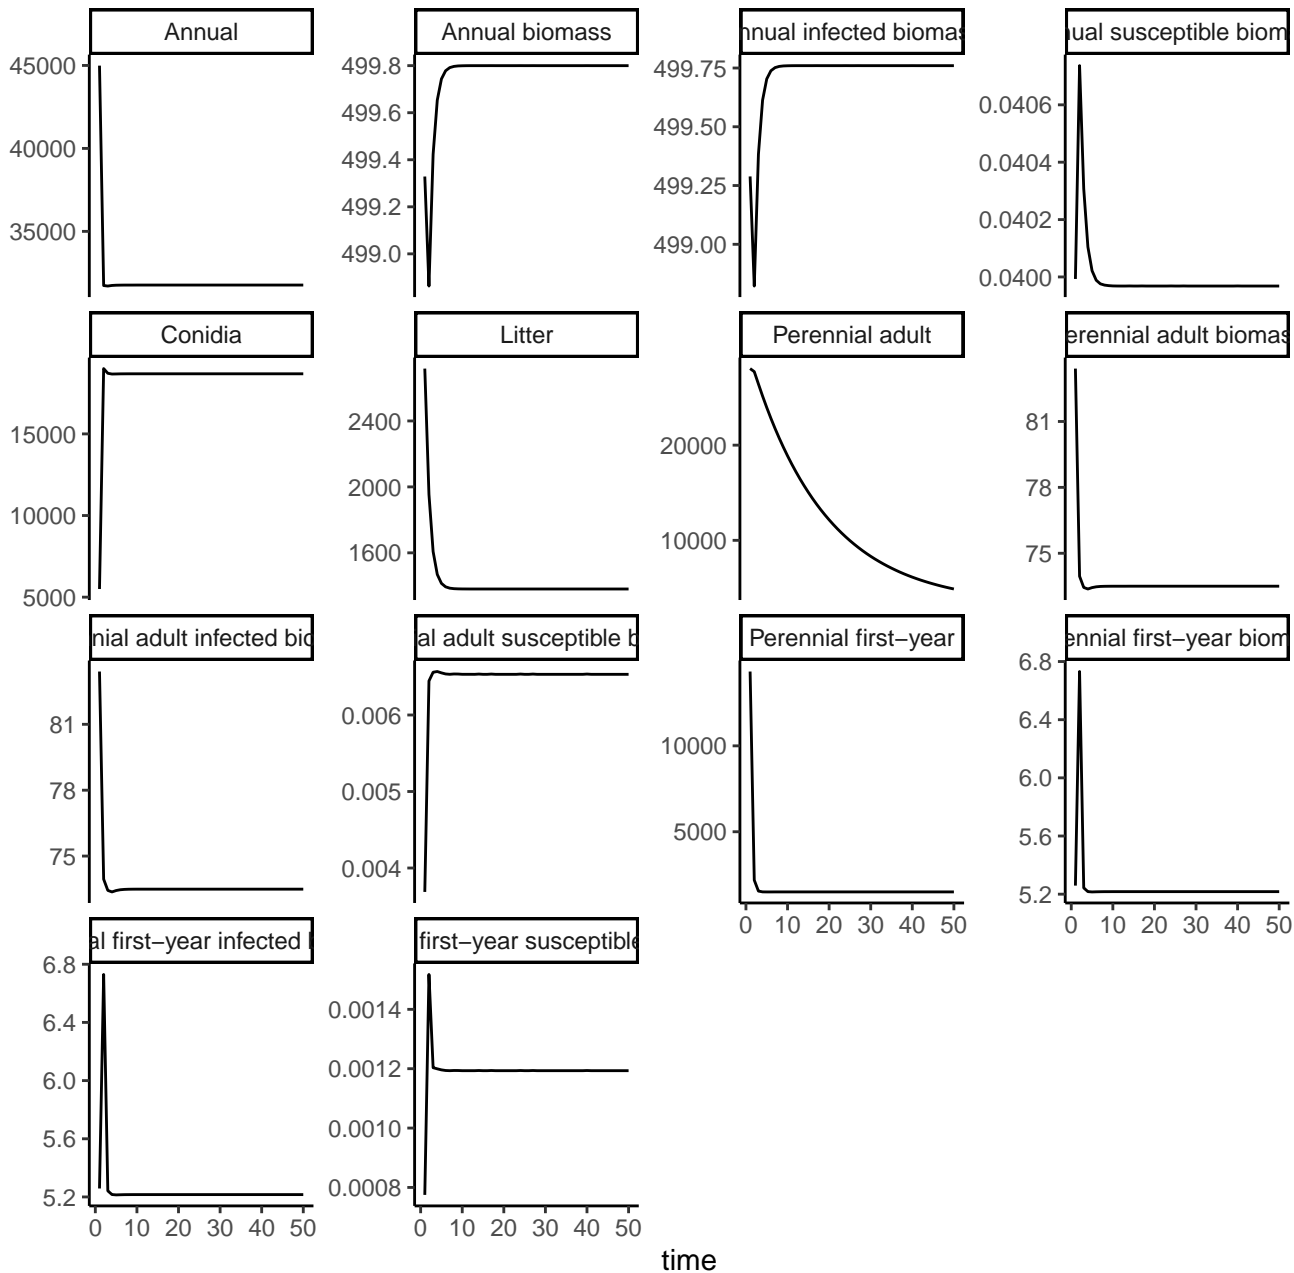 Annual
Annual biomass
nnual infected biomas
nual susceptible biom
45000
40000
35000
499.8
499.6
499.4
499.2
499.0
499.75
499.50
499.25
499.00
0.0406
0.0404
0.0402
0.0400
Conidia
Litter
Perennial adult
erennial adult biomas
15000
10000
5000
2400
2000
1600
20000
10000
81
78
75
nial adult infected bio
al adult susceptible b
Perennial first−year
ennial first−year biom
81
78
75
0.006
0.005
0.004
10000
5000
6.8
6.4
6.0
5.6
5.2
0 10 20 30 40 50
0 10 20 30 40 50
al first−year infected
first−year susceptible
6.8
6.4
6.0
5.6
5.2
0.0014
0.0012
0.0010
0.0008
0 10 20 30 40 50
0 10 20 30 40 50
time